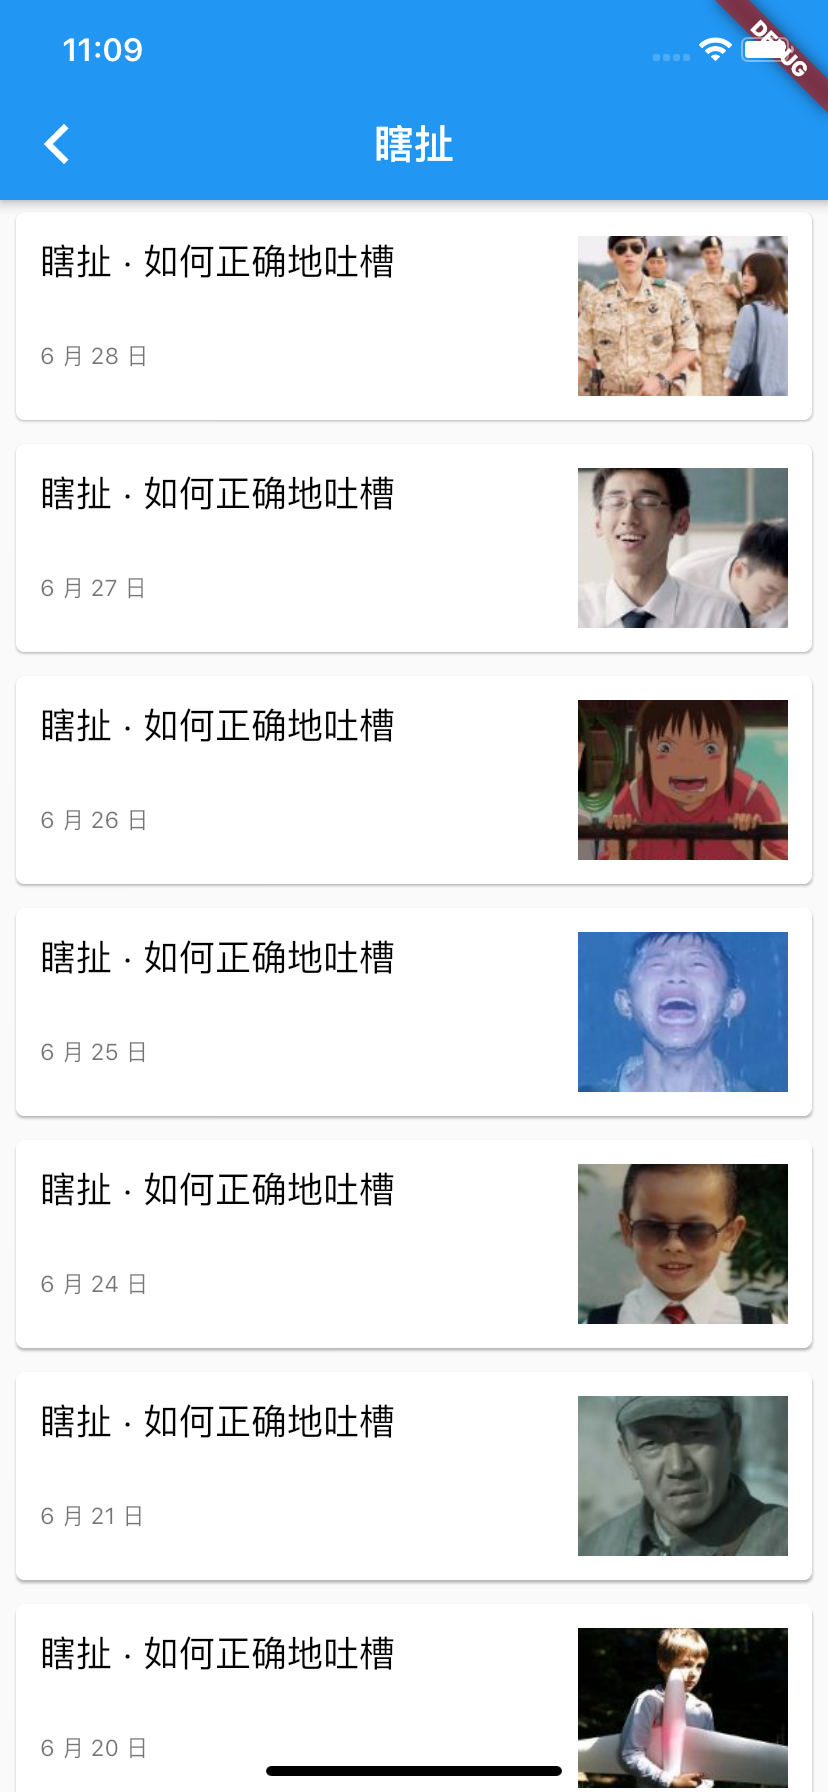 11:09
DEBUG
瞎扯
瞎扯 · 如何正确地吐槽
6 月 28 日
瞎扯 · 如何正确地吐槽
6 月 27 日
瞎扯 · 如何正确地吐槽
6 月 26 日
瞎扯 · 如何正确地吐槽
6 月 25 日
瞎扯 · 如何正确地吐槽
6 月 24 日
瞎扯 · 如何正确地吐槽
6 月 21 日
瞎扯 · 如何正确地吐槽
6 月 20 日